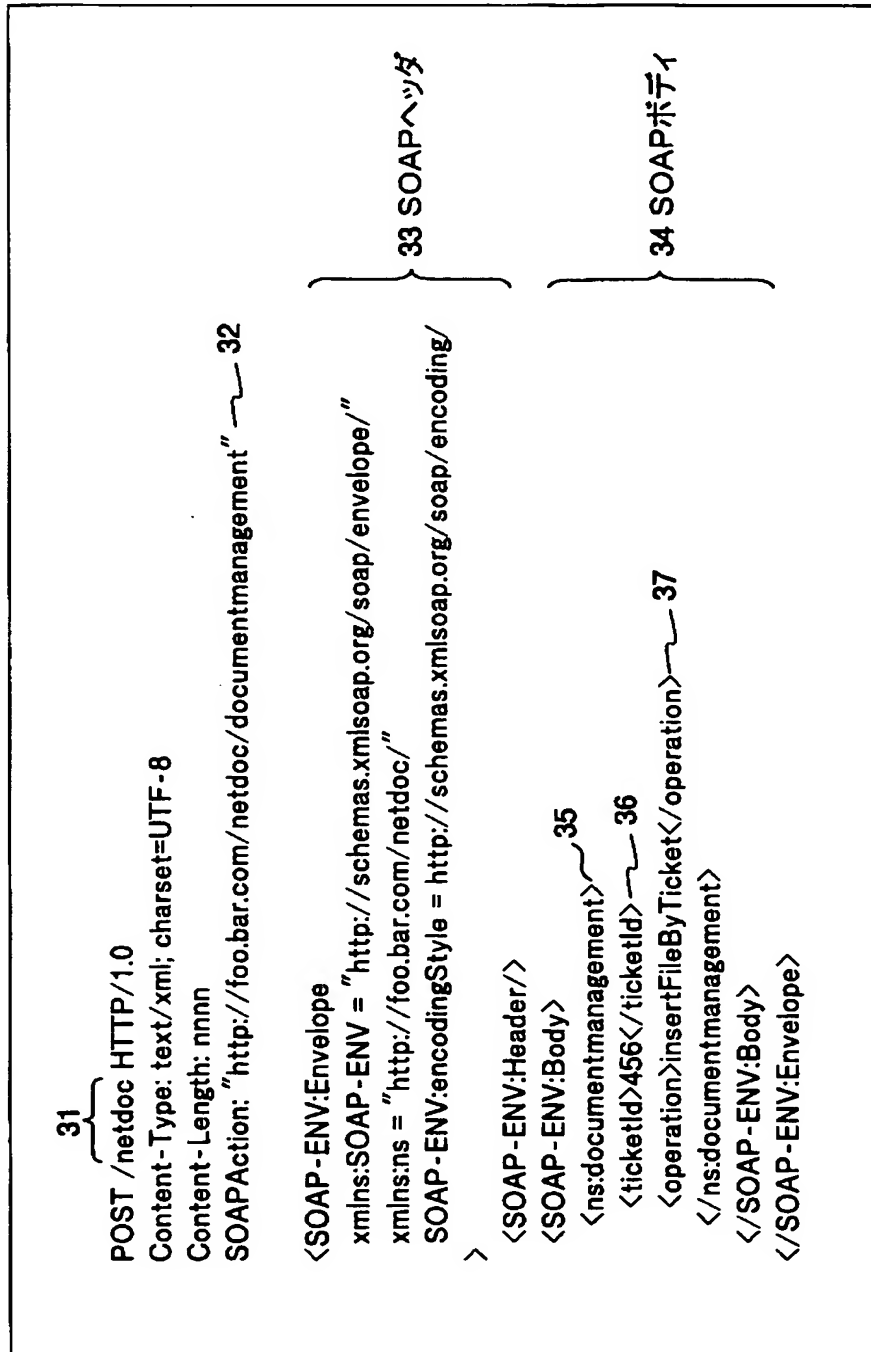 31
POST /netdoc HTTP/1.0
Content-Type: text/xml; charset=UTF-8
Content-Length: nnnn
SOAPAction: "http://foo.bar.com/netdoc/documentmanagement" 32
<SOAP-ENV:Envelope
xmlns:SOAP-ENV = "http://schemas.xmlsoap.org/soap/envelope/"
xmlns:ns = "http://foo.bar.com/netdoc/"
SOAP-ENV:encodingStyle = http://schemas.xmlsoap.org/soap/encoding/
>
33 SOAPヘッダ
<SOAP-ENV:Header/>
<SOAP-ENV:Body>
<ns:documentmanagement> 35
<ticketId>456</ticketId> 36
<operation>insertFileByTicket</operation> 37
</ns:documentmanagement>
</SOAP-ENV:Body>
</SOAP-ENV:Envelope>
34 SOAPボディ